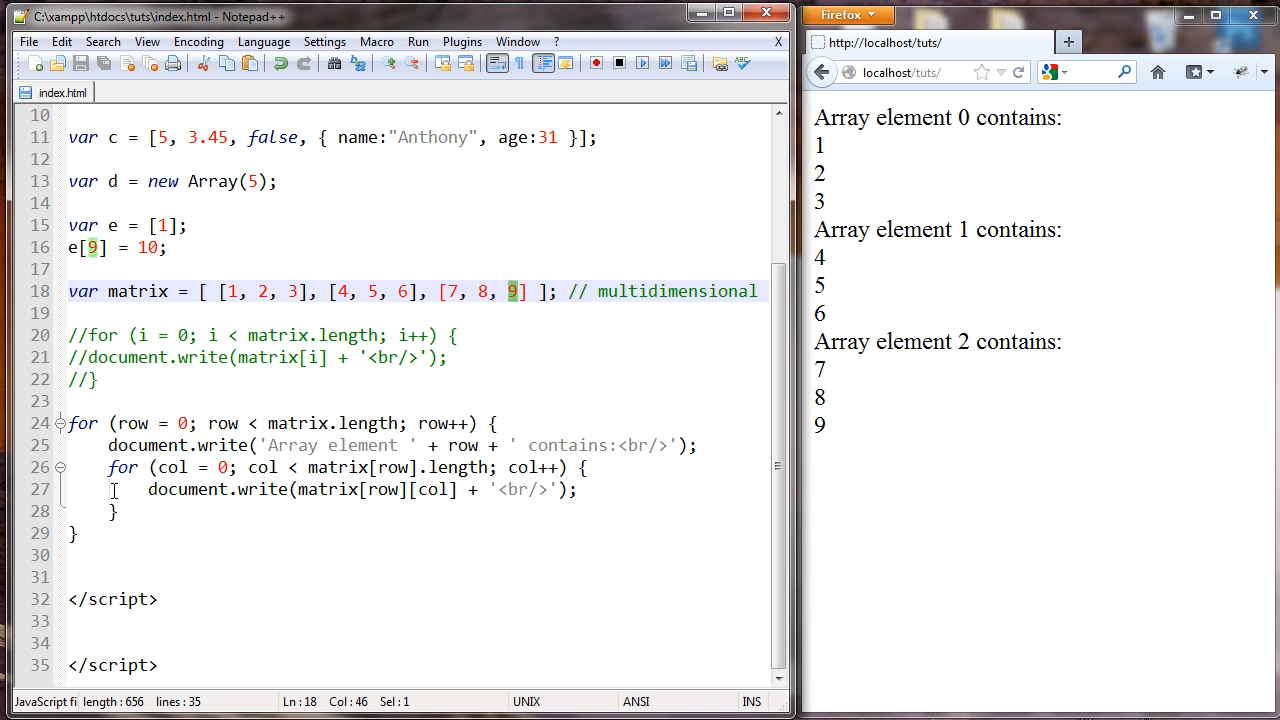 C:\xampp\htdocs\tuts\index.html - Notepad++
File Edit Search View Encoding Language Settings Macro Run Plugins Window ? X
index.html
10
11 var c = [5, 3.45, false, { name:"Anthony", age:31 }];
12
13 var d = new Array(5);
14
15 var e = [1];
16 e[9] = 10;
17
18 var matrix = [ [1, 2, 3], [4, 5, 6], [7, 8, 9] ]; // multidimensional
19
20 //for (i = 0; i < matrix.length; i++) {
21 //document.write(matrix[i] + '<br/>');
22 //}
23
24 for (row = 0; row < matrix.length; row++) {
25 document.write('Array element ' + row + ' contains:<br/>');
26 for (col = 0; col < matrix[row].length; col++) {
27 document.write(matrix[row][col] + '<br/>');
28 }
29 }
30
31
32 </script>
33
34
35 </script>
JavaScript fi length : 656 lines : 35 Ln : 18 Col : 46 Sel : 1 UNIX ANSI INS
Firefox
http://localhost/tuts/
localhost/tuts/
Array element 0 contains:
1
2
3
Array element 1 contains:
4
5
6
Array element 2 contains:
7
8
9